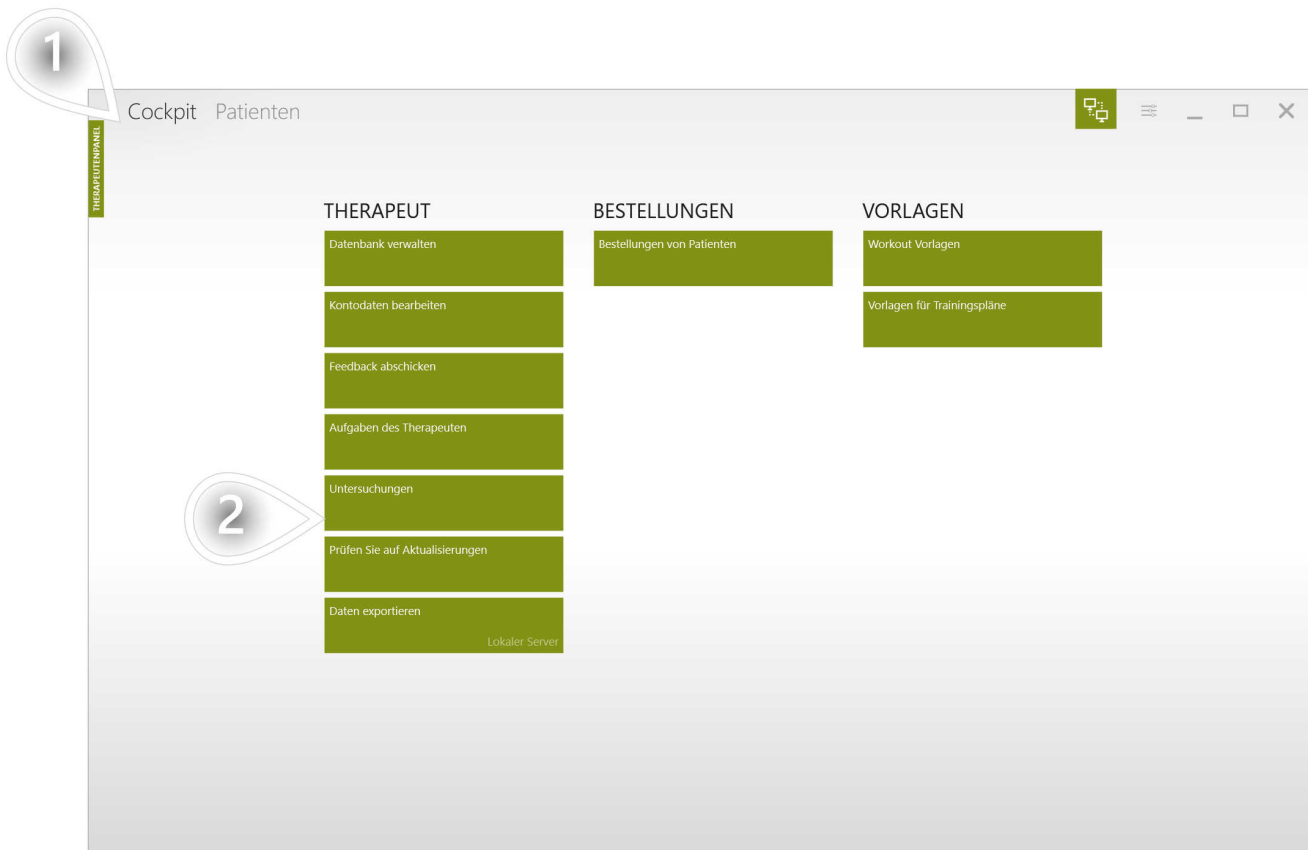 1
Cockpit Patienten
THERAPEUTENPANEL
THERAPEUT
Datenbank verwalten
Kontodaten bearbeiten
Feedback abschicken
Aufgaben des Therapeuten
2
Untersuchungen
Prüfen Sie auf Aktualisierungen
Daten exportieren
Lokaler Server
BESTELLUNGEN
Bestellungen von Patienten
VORLAGEN
Workout Vorlagen
Vorlagen für Trainingspläne